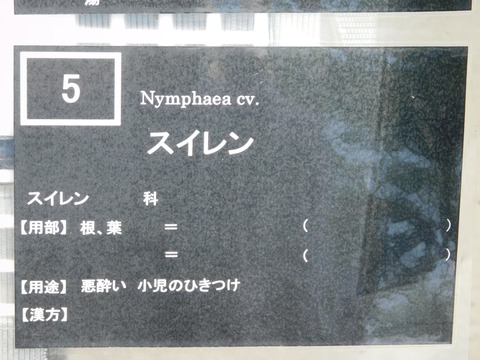 湯
5
Nymphaea cv.
スイレン
スイレン 科
【用部】 根、葉 ＝ （ ）
＝ （ ）
【用途】 悪酔い 小児のひきつけ
【漢方】